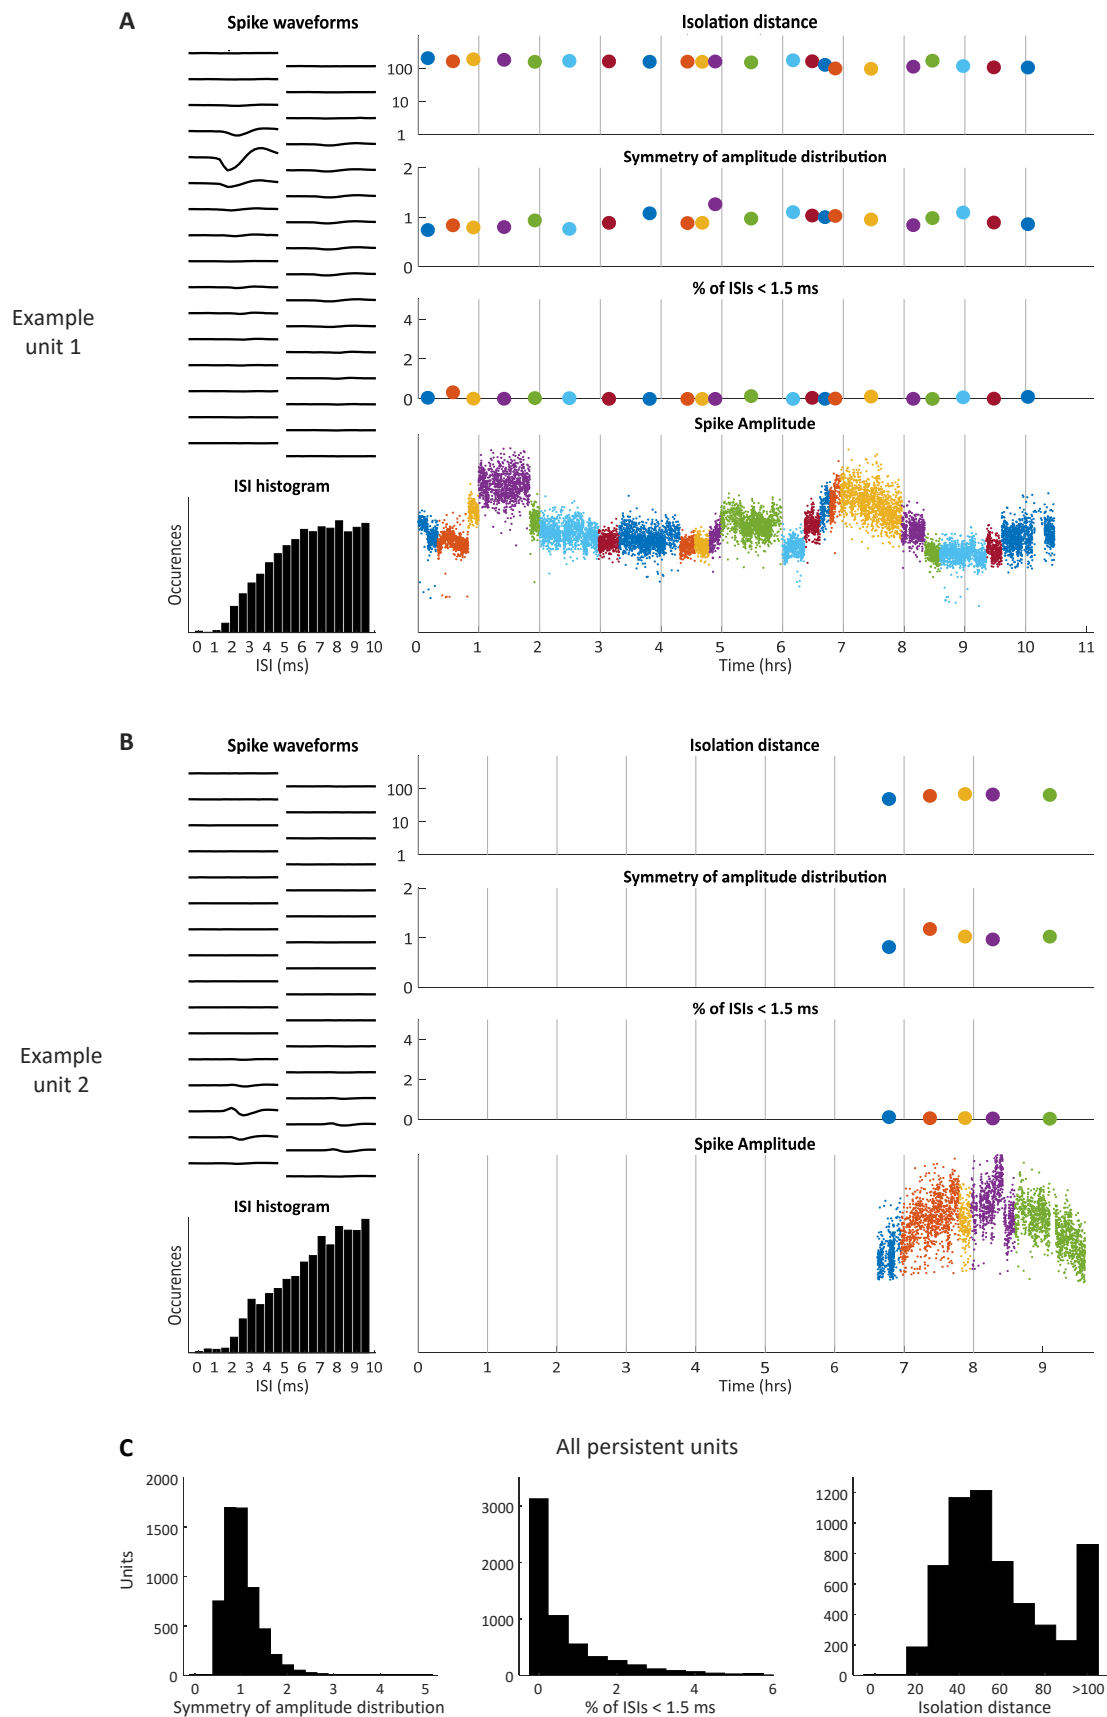 A
Spike waveforms
Isolation distance
100
10
1
Symmetry of amplitude distribution
2
1
0
% of ISIs < 1.5 ms
4
2
0
Example
unit 1
Spike Amplitude
0 1 2 3 4 5 6 7 8 9 10 11
Time (hrs)
ISI histogram
Occurences
0 1 2 3 4 5 6 7 8 9 10
ISI (ms)
B
Spike waveforms
Isolation distance
100
10
1
Symmetry of amplitude distribution
2
1
0
% of ISIs < 1.5 ms
4
2
0
Example
unit 2
Spike Amplitude
0 1 2 3 4 5 6 7 8 9
Time (hrs)
ISI histogram
Occurences
0 1 2 3 4 5 6 7 8 9 10
ISI (ms)
C
All persistent units
Units
2000
1500
1000
500
0
0 1 2 3 4 5
Symmetry of amplitude distribution
3000
2000
1000
0
0 2 4 6
% of ISIs < 1.5 ms
1200
1000
800
600
400
200
0
0 20 40 60 80 >100
Isolation distance